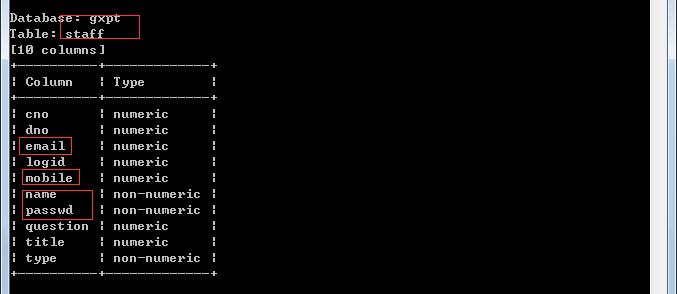 Database: gxpt
Table: staff
[10 columns]
+----------+-------------+
| Column | Type |
+----------+-------------+
| cno | numeric |
| dno | numeric |
| email | numeric |
| logid | numeric |
| mobile | numeric |
| name | non-numeric |
| passwd | non-numeric |
| question | numeric |
| title | numeric |
| type | non-numeric |
+----------+-------------+